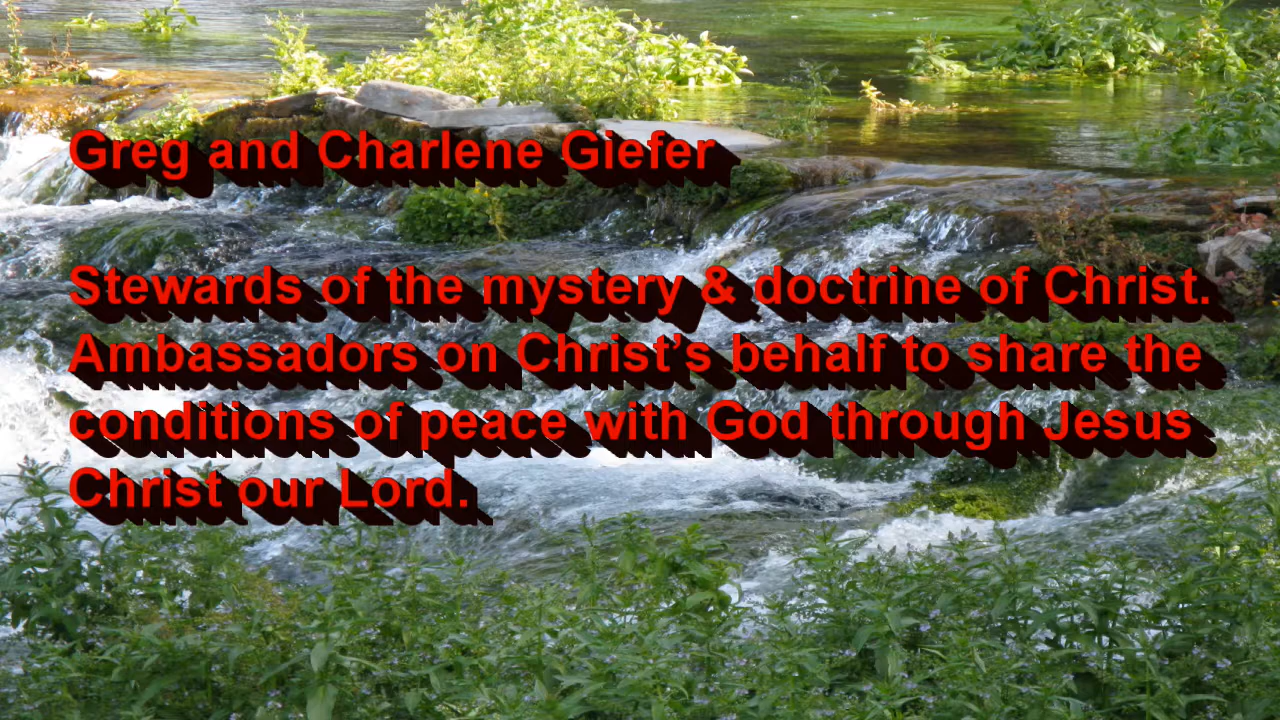 Greg and Charlene Giefer
Stewards of the mystery & doctrine of Christ.
Ambassadors on Christ’s behalf to share the
conditions of peace with God through Jesus
Christ our Lord.